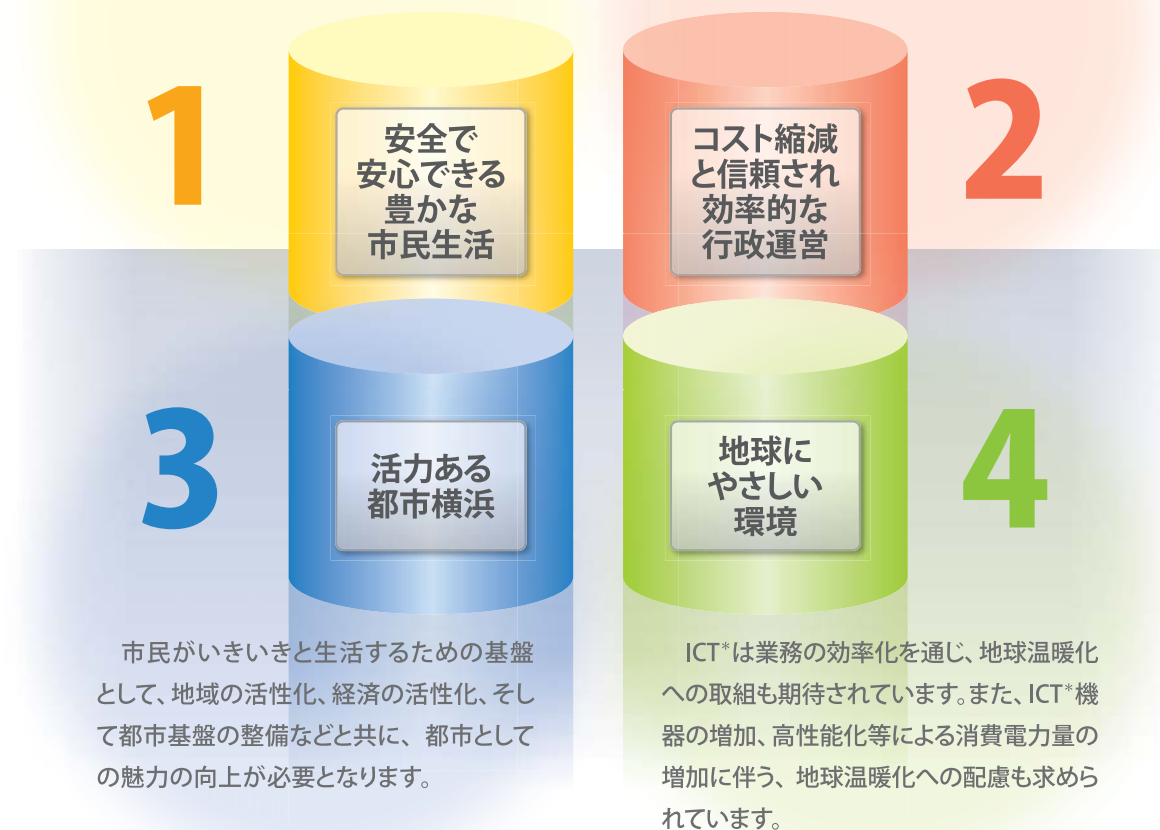 1
安全で
安心できる
豊かな
市民生活
2
コスト縮減
と信頼され
効率的な
行政運営
3
活力ある
都市横浜
4
地球に
やさしい
環境
市民がいきいきと生活するための基盤
として、地域の活性化、経済の活性化、そし
て都市基盤の整備などと共に、都市として
の魅力の向上が必要となります。
ICT*は業務の効率化を通じ、地球温暖化
への取組も期待されています。また、ICT*機
器の増加、高性能化等による消費電力量の
増加に伴う、地球温暖化への配慮も求めら
れています。